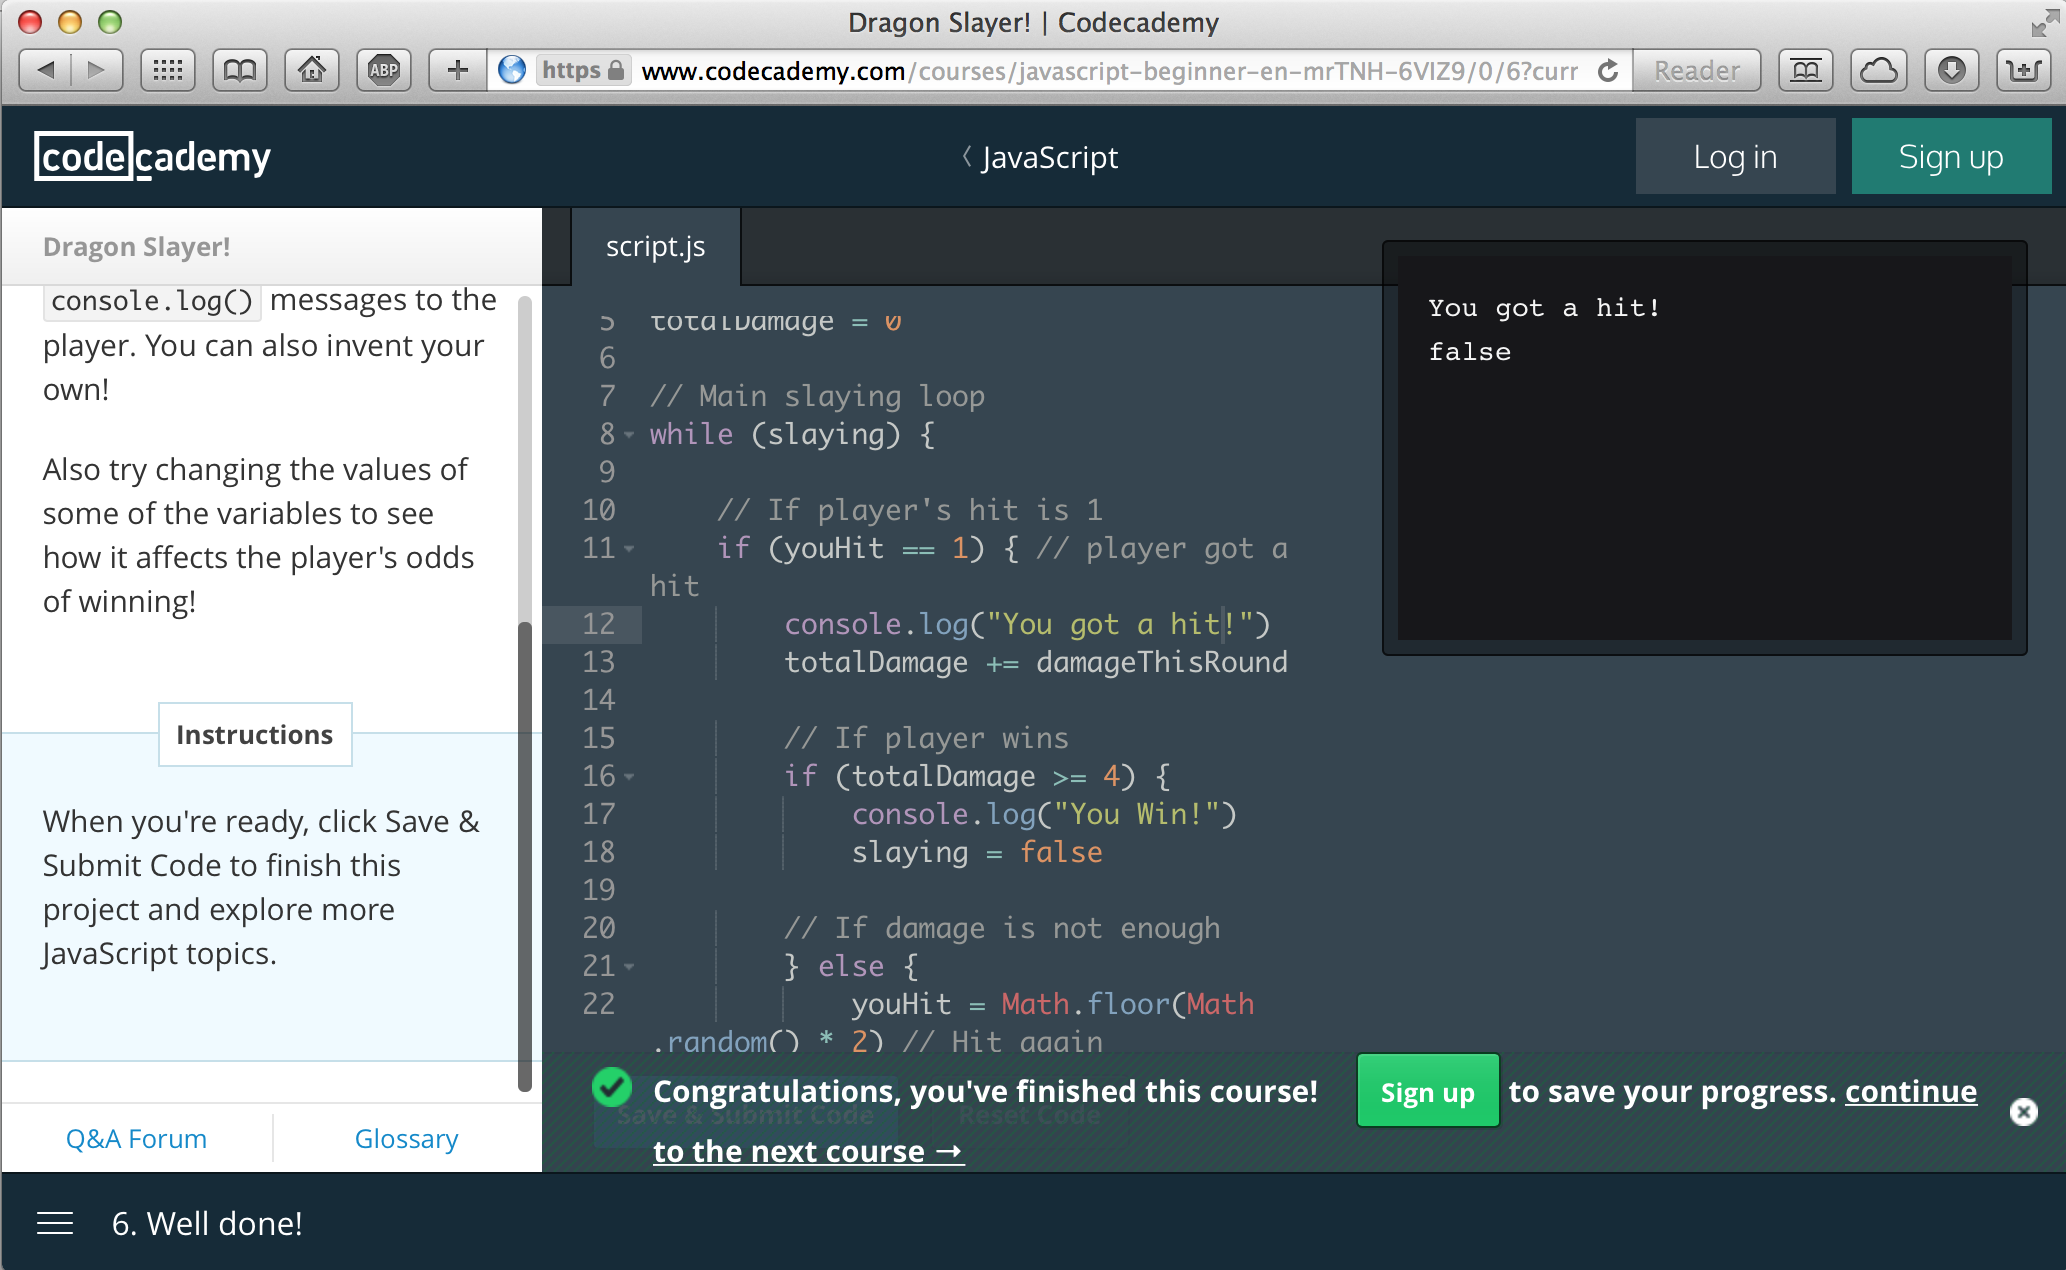 Dragon Slayer! | Codecademy
ABP
https www.codecademy.com/courses/javascript-beginner-en-mrTNH-6VIZ9/0/6?curr
Reader
codecademy
JavaScript
Log in
Sign up
Dragon Slayer!
console.log() messages to the
player. You can also invent your
own!
Also try changing the values of
some of the variables to see
how it affects the player's odds
of winning!
Instructions
When you're ready, click Save &
Submit Code to finish this
project and explore more
JavaScript topics.
Q&A Forum
Glossary
script.js
5 totalDamage = 0
6
7 // Main slaying loop
8 while (slaying) {
9
10 // If player's hit is 1
11 if (youHit == 1) { // player got a
hit
12 console.log("You got a hit!")
13 totalDamage += damageThisRound
14
15 // If player wins
16 if (totalDamage >= 4) {
17 console.log("You Win!")
18 slaying = false
19
20 // If damage is not enough
21 } else {
22 youHit = Math.floor(Math
.random() * 2) // Hit again
You got a hit!
false
Save & Submit Code
Reset Code
Congratulations, you've finished this course! Sign up to save your progress. continue
to the next course →
6. Well done!